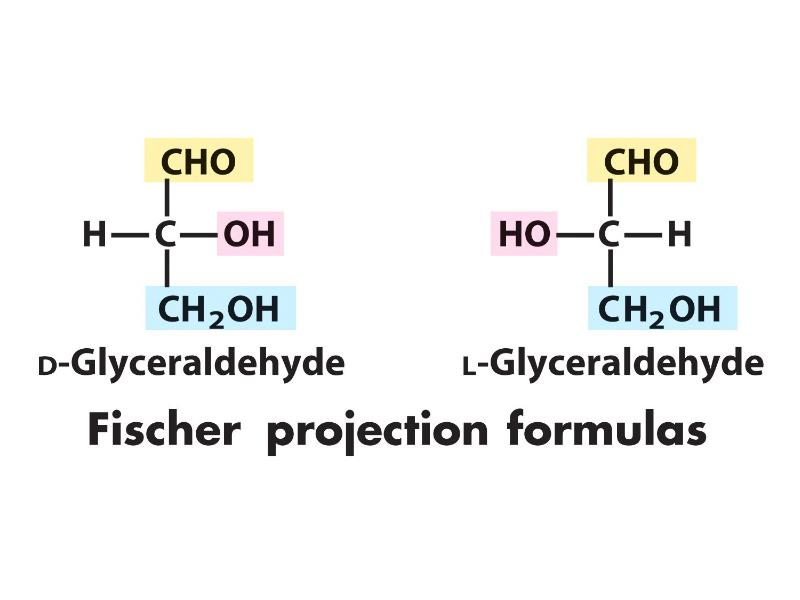 CHO CHO
H—C—OH HO—C—H
CH₂OH CH₂OH
D-Glyceraldehyde L-Glyceraldehyde
Fischer projection formulas